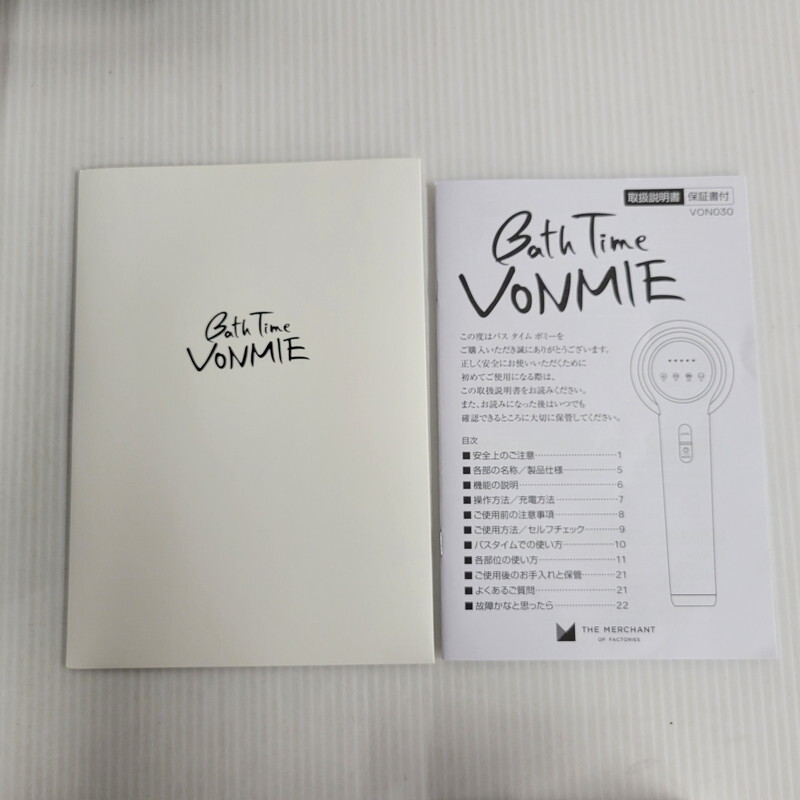 Bath Time
VONMIE
取扱説明書 保証書付
VON030
Bath Time
VONMIE
この度はバス タイム ボミーを
ご購入いただき誠にありがとうございます。
正しく安全にお使いいただくために
初めてご使用になる際は、
この取扱説明書をお読みください。
また、お読みになった後はいつでも
確認できるところに大切に保管してください。
目次
■安全上のご注意…………………1
■各部の名称／製品仕様…………5
■機能の説明………………………6
■操作方法／充電方法……………7
■ご使用前の注意事項……………8
■ご使用方法／セルフチェック……9
■バスタイムでの使い方…………10
■各部位の使い方…………………11
■ご使用後のお手入れと保管……21
■よくあるご質問…………………21
■故障かなと思ったら……………22
THE MERCHANT
OF FACTORIES